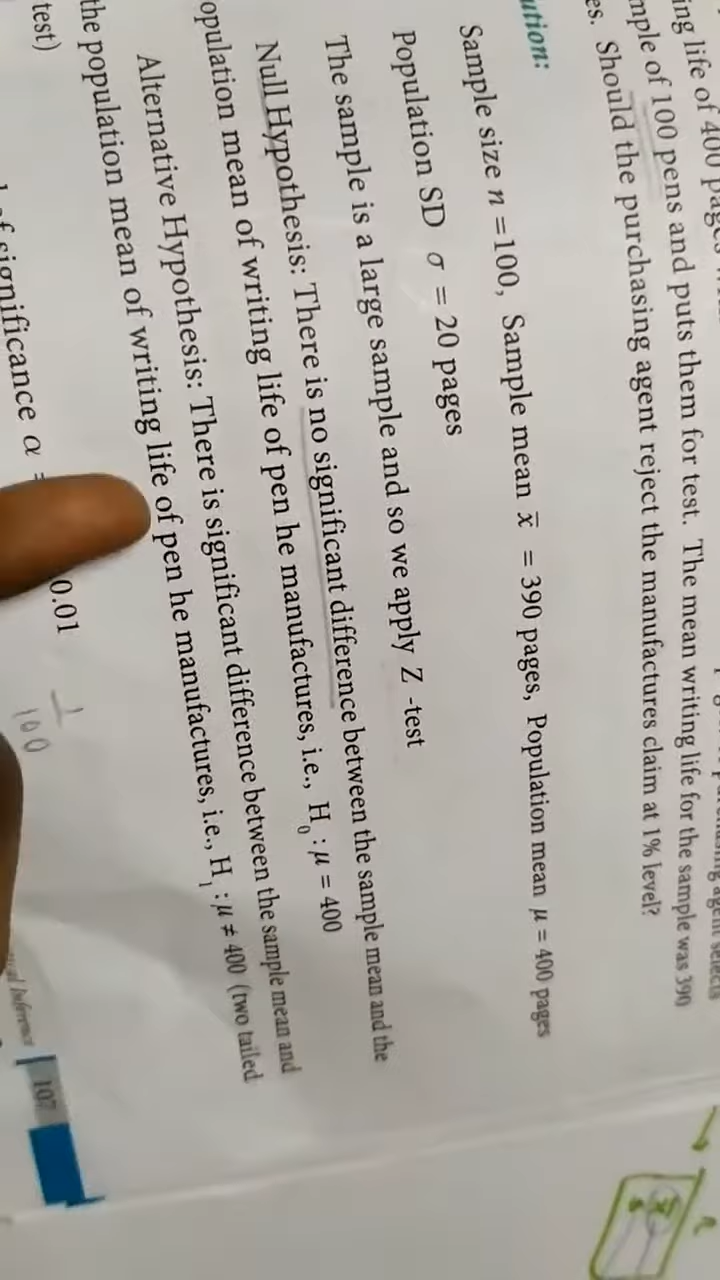 ing life of 400 pages
mple of 100 pens and puts them for test. The mean writing life for the sample was 390
es. Should the purchasing agent reject the manufactures claim at 1% level?
ution:
Sample size n = 100, Sample mean x̄ = 390 pages, Population mean μ = 400 pages
Population SD σ = 20 pages
The sample is a large sample and so we apply Z -test
Null Hypothesis: There is no significant difference between the sample mean and the
opulation mean of writing life of pen he manufactures, i.e., H₀ : μ = 400
Alternative Hypothesis: There is significant difference between the sample mean and
the population mean of writing life of pen he manufactures, i.e., H₁ : μ ≠ 400 (two tailed
test)
of significance α = 0.01
1
100
Inference 107